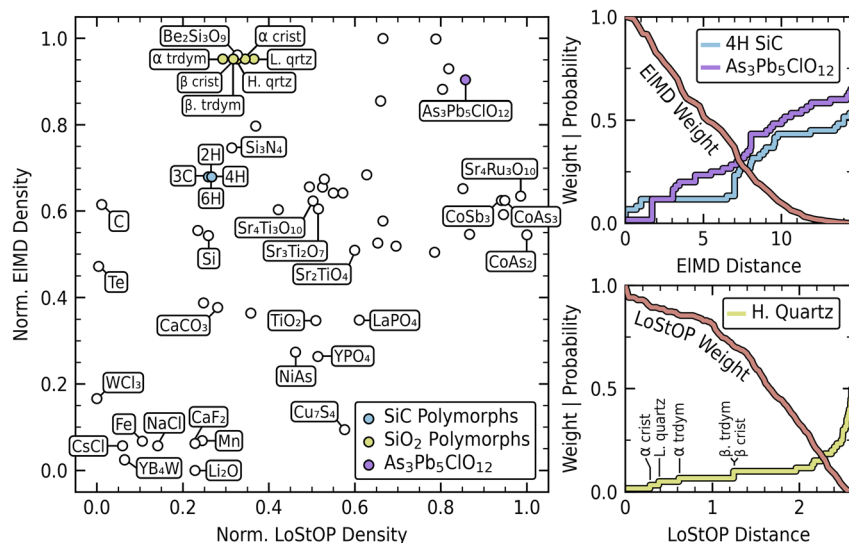 Norm. ElMD Density
1.0
0.8
0.6
0.4
0.2
0.0
0.0
0.2
0.4
0.6
0.8
1.0
Norm. LoStOP Density
Be₂Si₃O₉
α crist
α trdym
L. qrtz
β crist
H. qrtz
β. trdym
As₃Pb₅ClO₁₂
Si₃N₄
2H
3C
4H
6H
Sr₄Ru₃O₁₀
C
CoSb₃
CoAs₃
Sr₄Ti₃O₁₀
Sr₃Ti₂O₇
Si
Sr₂TiO₄
CoAs₂
Te
CaCO₃
TiO₂
LaPO₄
YPO₄
NiAs
WCl₃
Cu₇S₄
Fe
NaCl
CaF₂
CsCl
Mn
YB₄W
Li₂O
SiC Polymorphs
SiO₂ Polymorphs
As₃Pb₅ClO₁₂
Weight | Probability
1.0
0.5
0.0
0
5
10
ElMD Distance
4H SiC
As₃Pb₅ClO₁₂
ElMD Weight
Weight | Probability
1.0
0.5
0.0
0
1
2
LoStOP Distance
H. Quartz
LoStOP Weight
α crist
L. quartz
α trdym
β. trdym
β crist